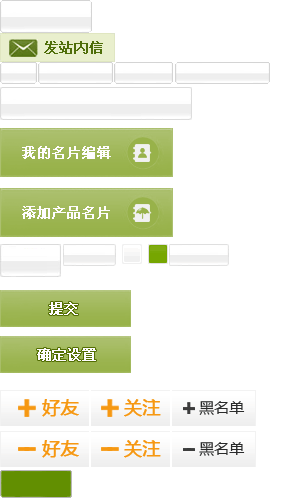 发站内信
我的名片编辑
添加产品名片
提交
确定设置
+ 好友 + 关注 + 黑名单
− 好友 − 关注 − 黑名单